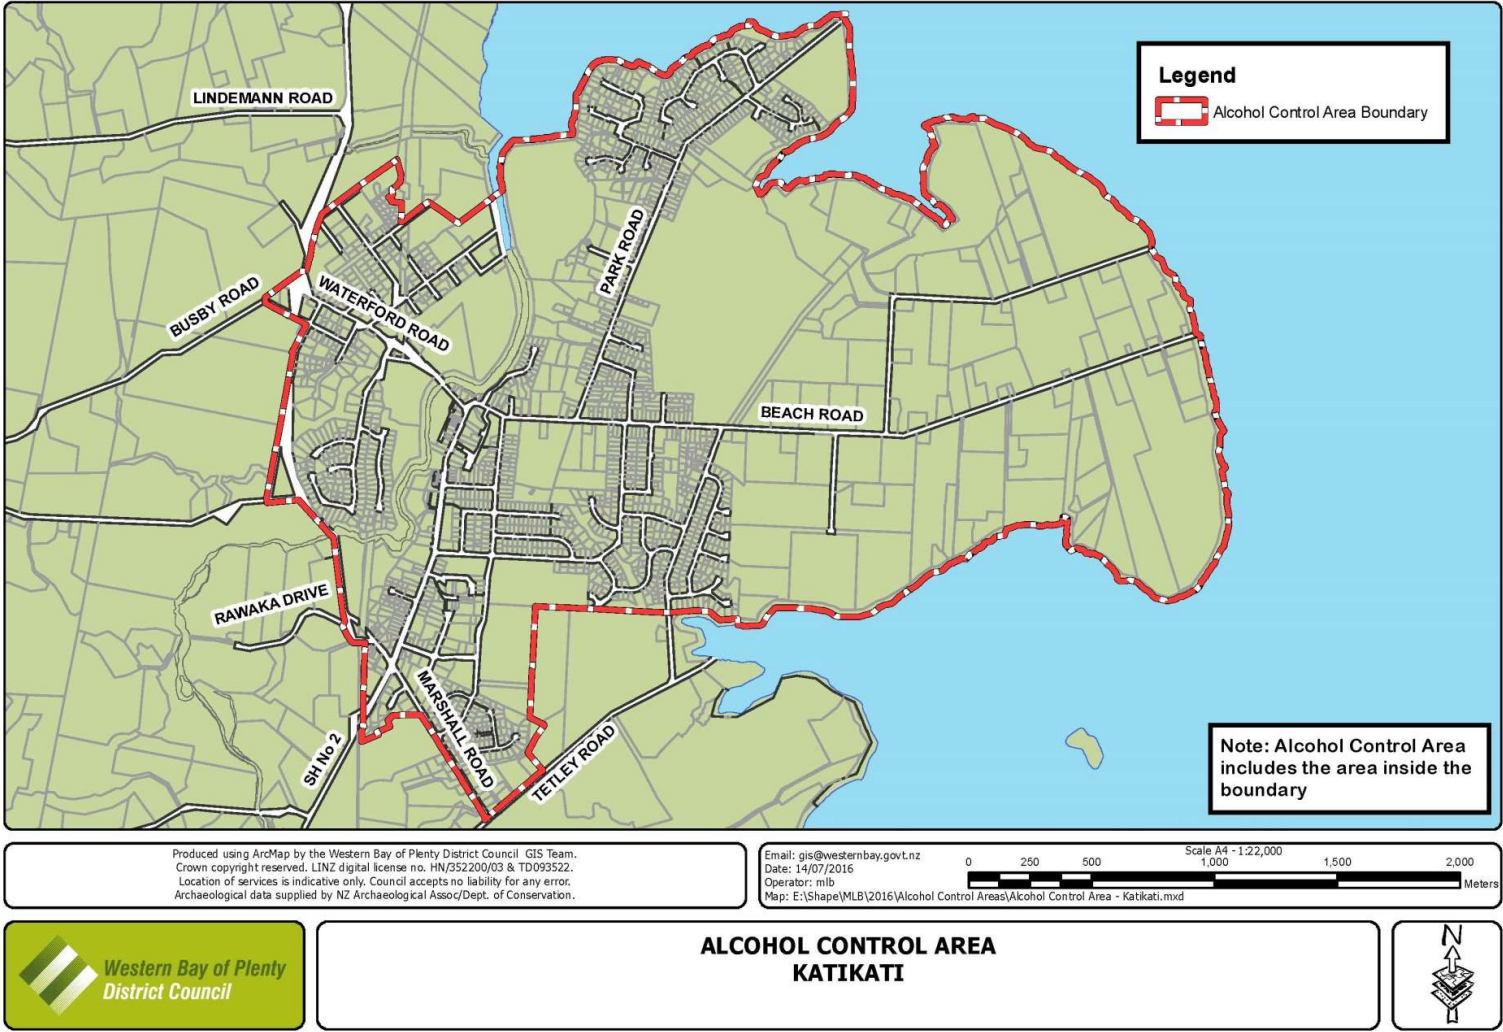 Legend
Alcohol Control Area Boundary
LINDEMANN ROAD
PARK ROAD
BUSBY ROAD
WATERFORD ROAD
BEACH ROAD
RAWAKA DRIVE
MARSHALL ROAD
SH No 2
TETLEY ROAD
Note: Alcohol Control Area
includes the area inside the
boundary
Produced using ArcMap by the Western Bay of Plenty District Council GIS Team.
Crown copyright reserved. LINZ digital license no. HN/352200/03 & TD093522.
Location of services is indicative only. Council accepts no liability for any error.
Archaeological data supplied by NZ Archaeological Assoc/Dept. of Conservation.
Email: gis@westernbay.govt.nz
Date: 14/07/2016
Operator: mlb
Map: E:\Shape\MLB\2016\Alcohol Control Areas\Alcohol Control Area - Katikati.mxd
Scale A4 - 1:22,000
0 250 500 1,000 1,500 2,000
Meters
Western Bay of Plenty
District Council
ALCOHOL CONTROL AREA
KATIKATI
N